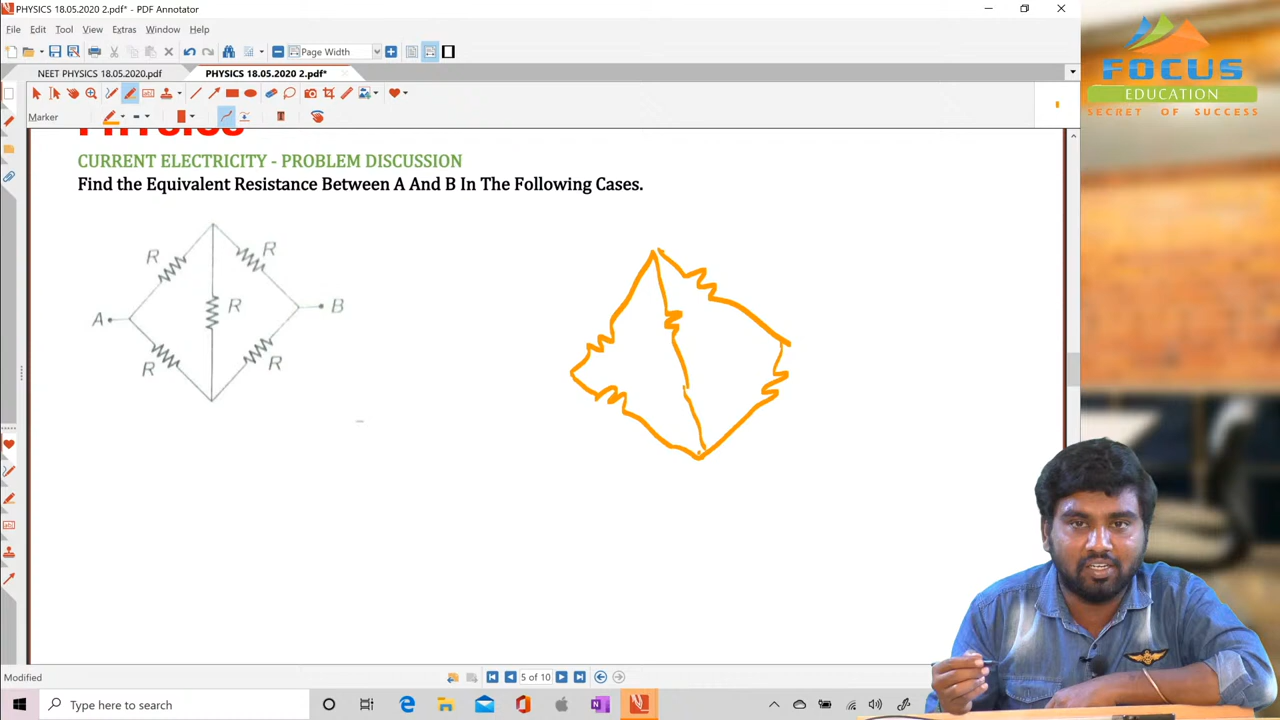 PHYSICS 18.05.2020 2.pdf* - PDF Annotator
File Edit Tool View Extras Window Help
Page Width
NEET PHYSICS 18.05.2020.pdf PHYSICS 18.05.2020 2.pdf*
Marker
FOCUS
EDUCATION
SECRET OF SUCCESS
PHYSICS
CURRENT ELECTRICITY - PROBLEM DISCUSSION
Find the Equivalent Resistance Between A And B In The Following Cases.
R R
A R B
R R
Modified 5 of 10
Type here to search